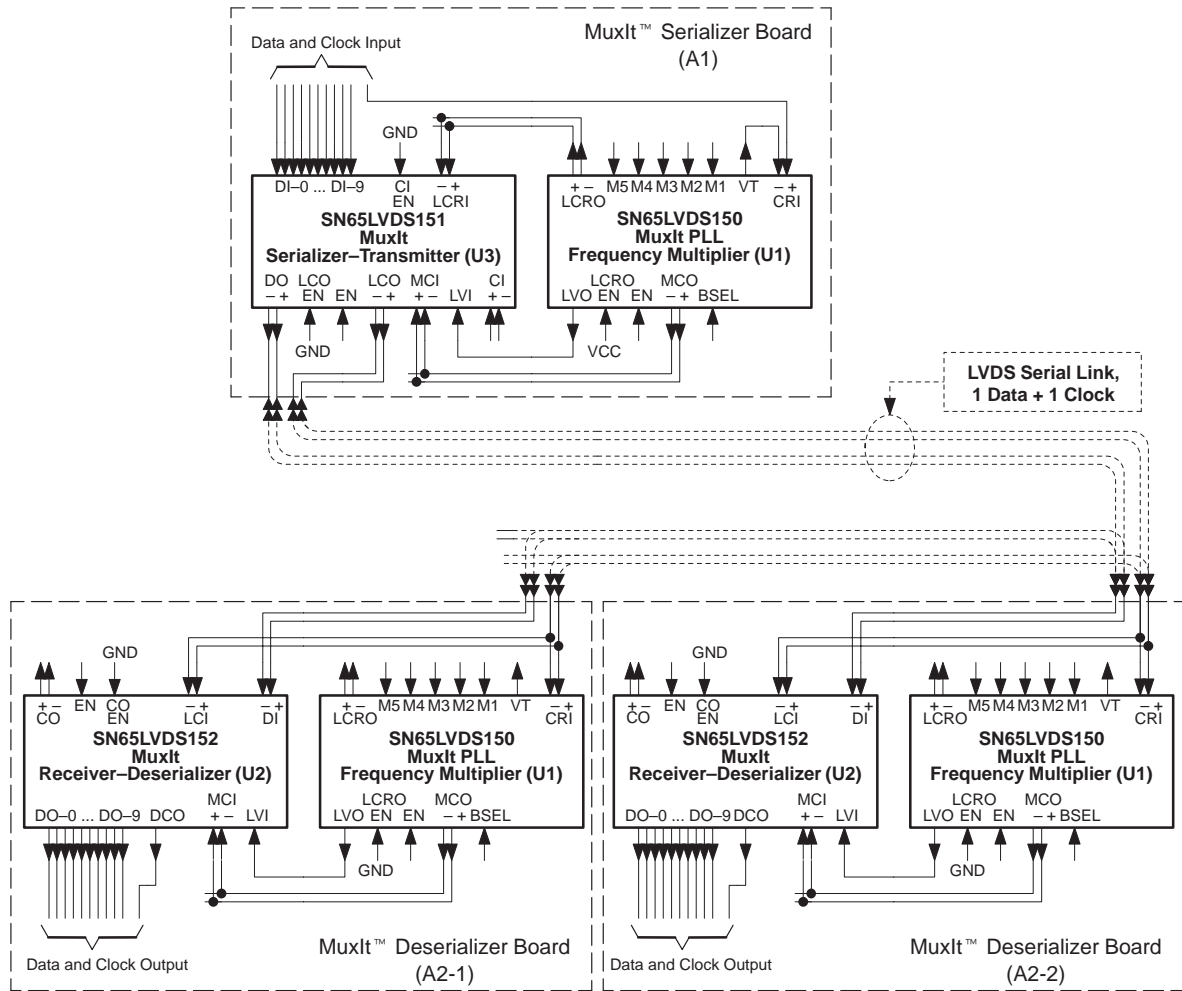 MuxIt™ Serializer Board
(A1)
Data and Clock Input
GND
DI–0 ... DI–9
CI
EN
– +
LCRI
+ –
LCRO
M5 M4 M3 M2 M1 VT
– +
CRI
SN65LVDS151
MuxIt
Serializer–Transmitter (U3)
SN65LVDS150
MuxIt PLL
Frequency Multiplier (U1)
DO
– +
LCO
EN
EN
LCO
– +
MCI
+ –
LVI
CI
+ –
LVO
LCRO
EN
EN
MCO
– +
BSEL
GND
VCC
LVDS Serial Link,
1 Data + 1 Clock
GND
+ –
CO
EN
CO
EN
– +
LCI
– +
DI
+ –
LCRO
M5 M4 M3 M2 M1 VT
– +
CRI
SN65LVDS152
MuxIt
Receiver–Deserializer (U2)
SN65LVDS150
MuxIt PLL
Frequency Multiplier (U1)
DO–0 ... DO–9 DCO
MCI
+ –
LVI
LVO
LCRO
EN
EN
MCO
– +
BSEL
GND
Data and Clock Output
MuxIt™ Deserializer Board
(A2-1)
GND
+ –
CO
EN
CO
EN
– +
LCI
– +
DI
+ –
LCRO
M5 M4 M3 M2 M1 VT
– +
CRI
SN65LVDS152
MuxIt
Receiver–Deserializer (U2)
SN65LVDS150
MuxIt PLL
Frequency Multiplier (U1)
DO–0 ... DO–9 DCO
MCI
+ –
LVI
LVO
LCRO
EN
EN
MCO
– +
BSEL
GND
Data and Clock Output
MuxIt™ Deserializer Board
(A2-2)